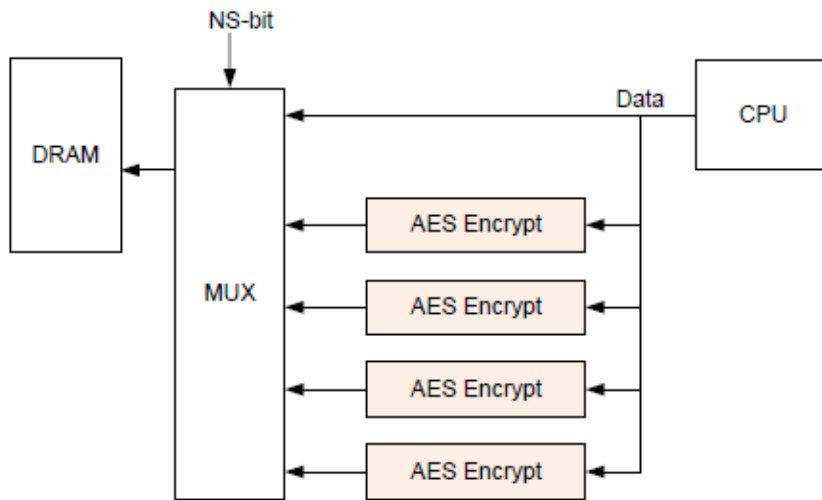 NS-bit
Data
CPU
DRAM
AES Encrypt
MUX
AES Encrypt
AES Encrypt
AES Encrypt